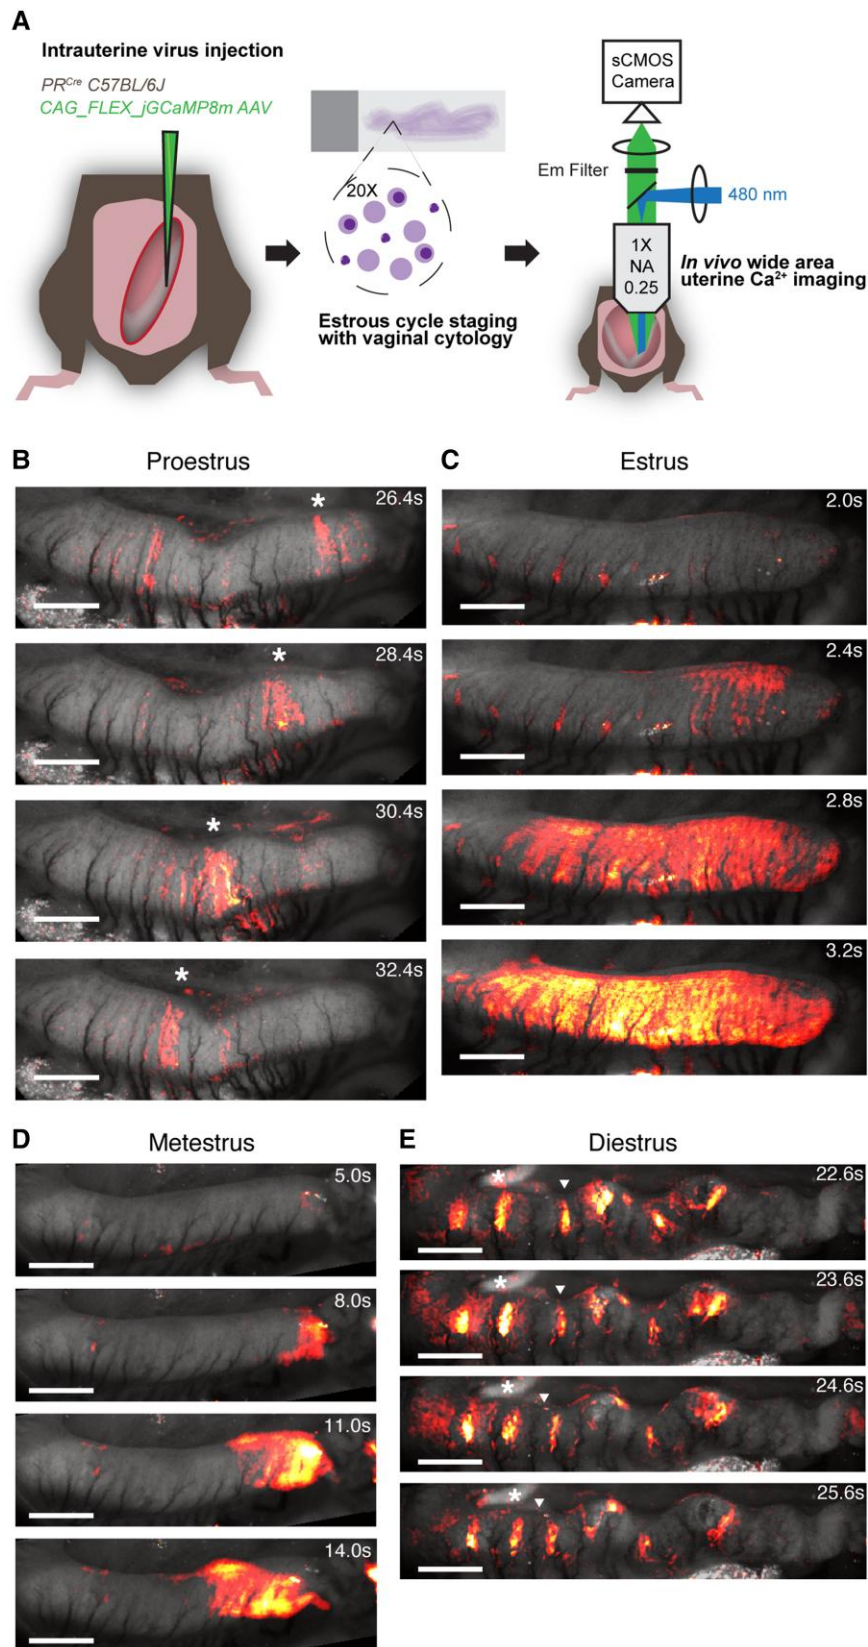 A
Intrauterine virus injection
PRCre C57BL/6J
CAG_FLEX_jGCaMP8m AAV
20X
Estrous cycle staging
with vaginal cytology
sCMOS
Camera
Em Filter
480 nm
1X
NA
0.25
In vivo wide area
uterine Ca2+ imaging
B
Proestrus
*
26.4s
*
28.4s
*
30.4s
*
32.4s
C
Estrus
2.0s
2.4s
2.8s
3.2s
D
Metestrus
5.0s
8.0s
11.0s
14.0s
E
Diestrus
*
22.6s
*
23.6s
*
24.6s
*
25.6s